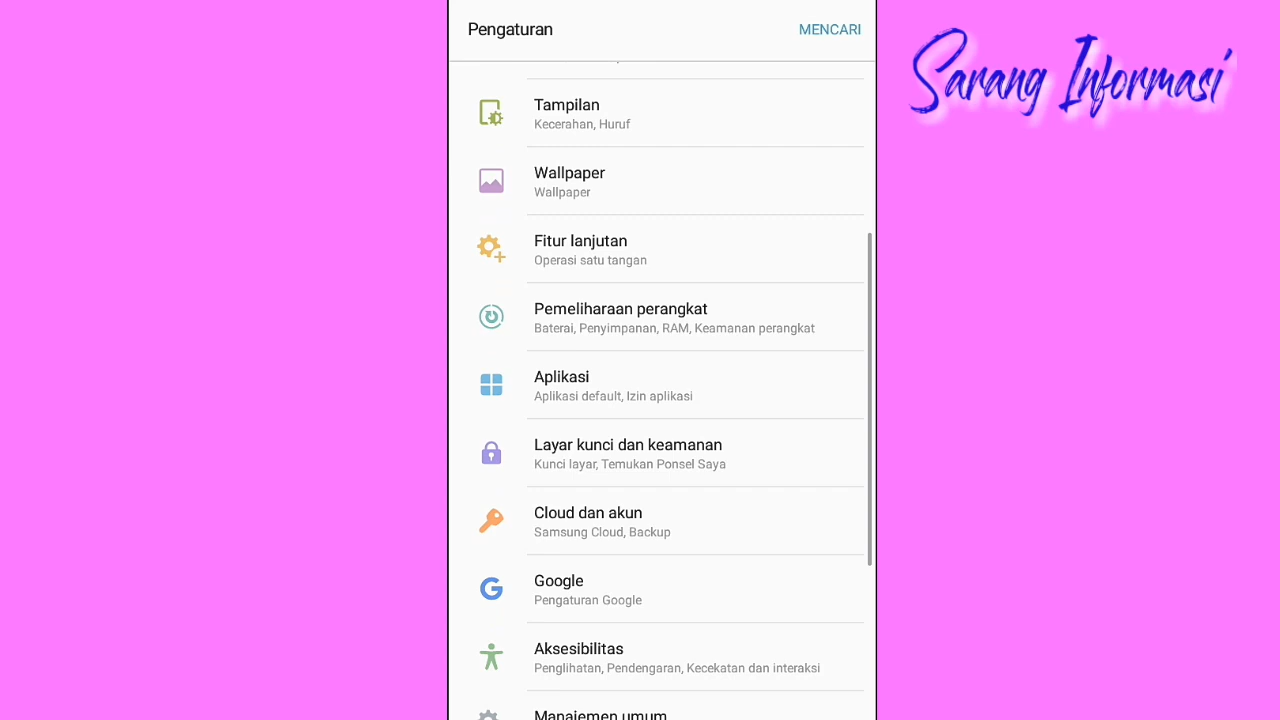 Pengaturan
MENCARI
Sarang Informasi
Tampilan
Kecerahan, Huruf
Wallpaper
Wallpaper
Fitur lanjutan
Operasi satu tangan
Pemeliharaan perangkat
Baterai, Penyimpanan, RAM, Keamanan perangkat
Aplikasi
Aplikasi default, Izin aplikasi
Layar kunci dan keamanan
Kunci layar, Temukan Ponsel Saya
Cloud dan akun
Samsung Cloud, Backup
Google
Pengaturan Google
Aksesibilitas
Penglihatan, Pendengaran, Kecekatan dan interaksi
Manajemen umum